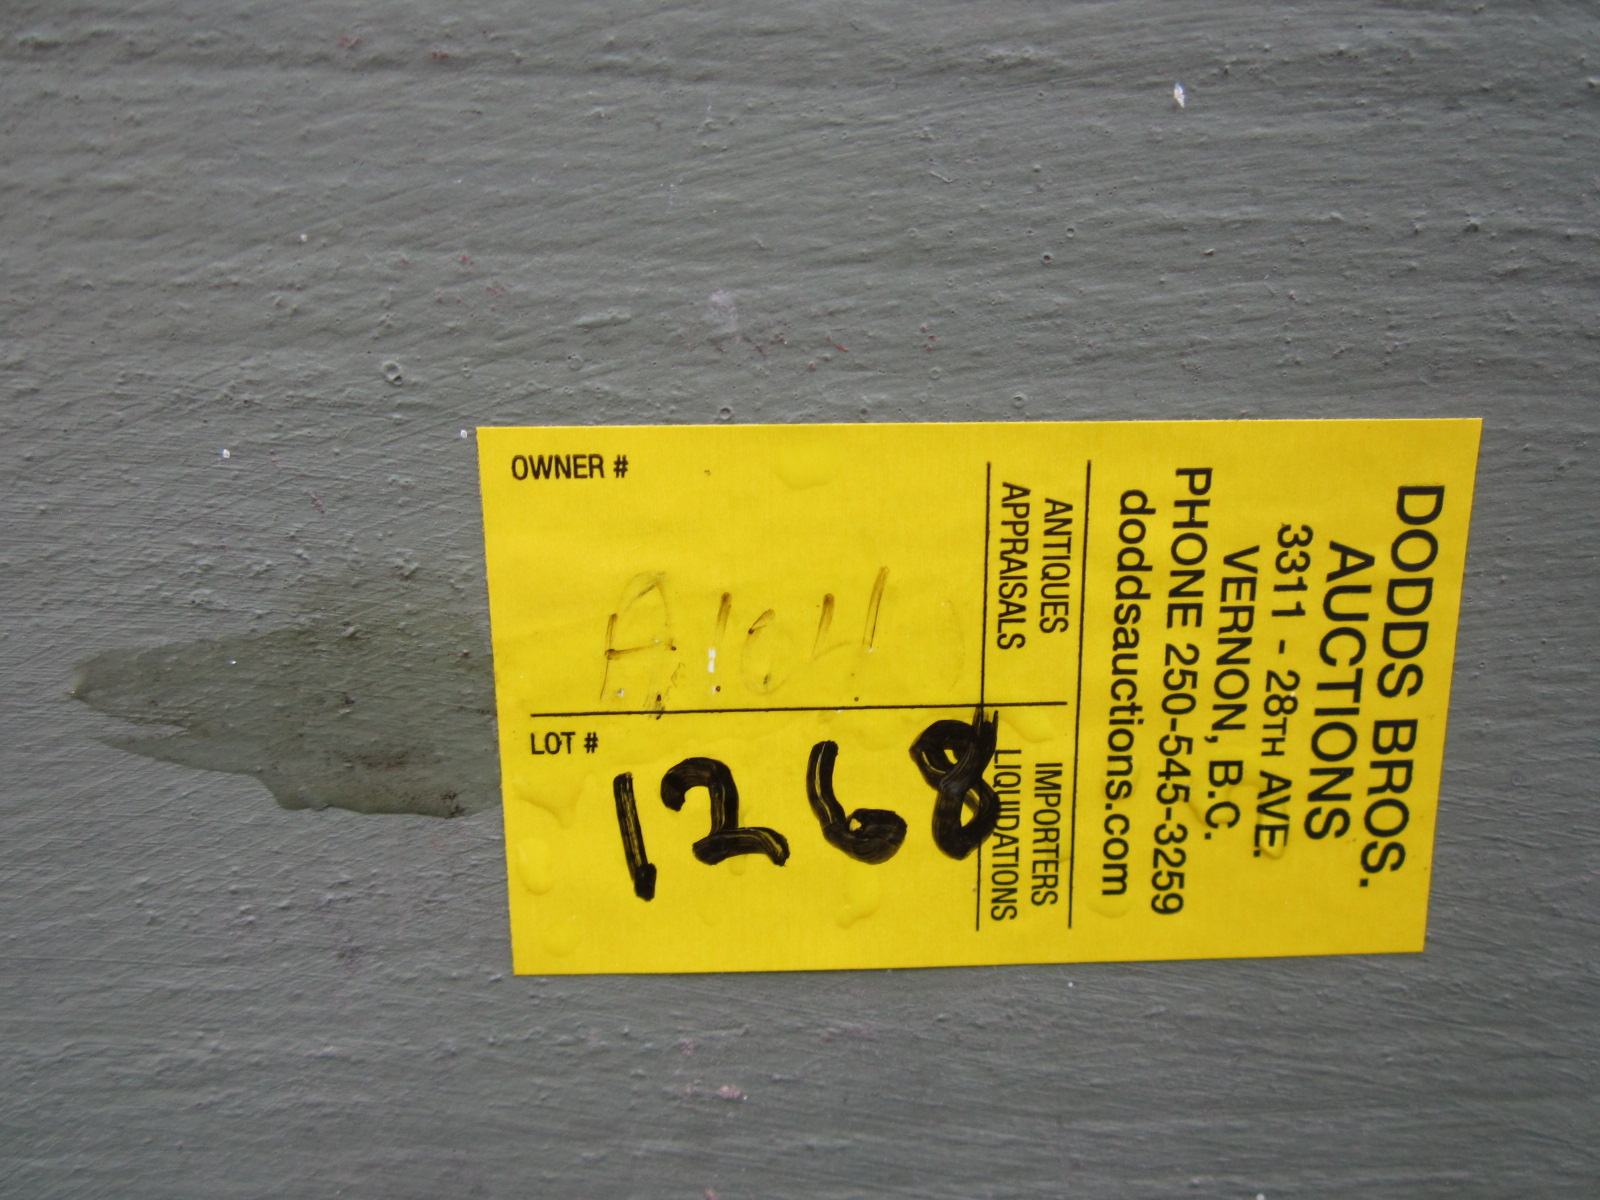 DODDS BROS.
AUCTIONS
3311 - 28TH AVE.
VERNON, B.C.
PHONE 250-545-3259
doddsauctions.com
ANTIQUES IMPORTERS
APPRAISALS LIQUIDATIONS
OWNER #
LOT #
1268